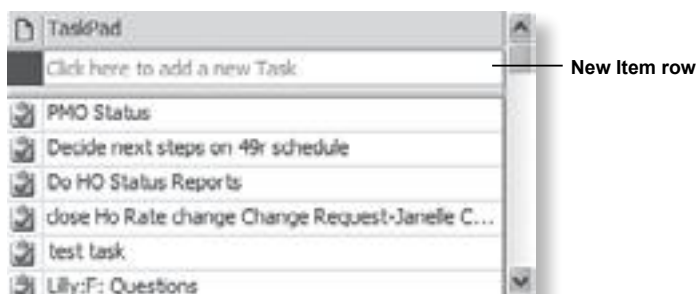 TaskPad
Click here to add a new Task
New Item row
PMO Status
Decide next steps on 49r schedule
Do HO Status Reports
close Ho Rate change Change Request-Janelle C...
test task
Lilly:F: Questions